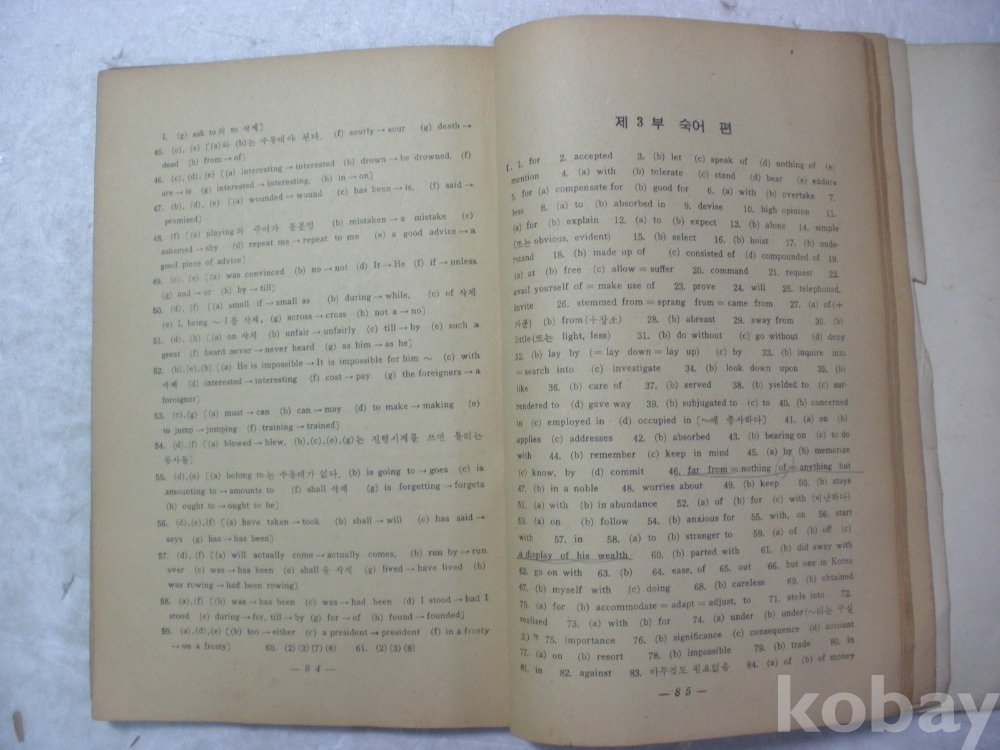 1. (g) ask to의 to 삭제]
45. (c), (e) [(a)와 (b)는 수동태아 된다. (f) sourly→sour (g) death→
dead (h) from→of)
46. (c), (d), (e) [(a) interesting→interested (b) drown→be drowned, (f)
are→is (g) interested→interesting, (h) in→on]
47. (b), (d), (e) [(a) wounded→wound (c) has been→is, (f) said→
promised]
48. (f) [(a) playing의 주어가 불분명 (b) mistaken→a mistake (c)
ashamed→shy (d) repeat me→repeat to me (e) a good advice→a
good piece of advice]
49. (c), (e) [(a) was convinced (b) no→not (d) It→He (f) if→unless
(g) and→or (h) by→till]
50. (d), (f) [(a) small if→small as (b) during→while, (c) of 삭제
(e) I, being~I를 삭제, (g) across→cross (h) not a→no]
51. (d), (h) [(a) on 삭제 (b) unfair→unfairly (c) till→by (e) such a
great (f) heard never→never heard (g) as him→as he]
52. (b), (e), (h) [(a) He is impossible→It is impossible for him ~ (c) with
삭제 (d) interested→interesting (f) cost→pay (g) the foreigners→a
foreigner]
53. (c), (g) [(a) must→can (b) can→may (d) to make→making (e)
to jump→jumping (f) training→trained]
54. (d), (f) [(a) blowed→blew, (b), (c), (e), (g)는 진행시제를 쓰면 틀리는
동사들]
55. (d), (e) [(a) belong to는 수동태가 없다. (b) is going to→goes (c) is
amounting to→amounts to (f) shall 삭제 (g) is forgetting→forgets
(h) ought to→ought to be]
56. (d), (e), (f) [(a) have taken→took (b) shall→will (c) has said→
says (g) has→has been]
57. (d), (f) [(a) will actually come→actually comes, (b) run by→run
over (c) was→has been (e) shall을 삭제 (g) lived→have lived (h)
was rowing→had been rowing]
58. (a), (f) [(b) was→has been (c) was→had been (d) I stood→had I
stood (e) during→for, till→by (g) for→of (h) found→founded]
59. (a), (d), (e) [(b) too→either (c) a president→president (f) in a frosty
→on a frosty] 60. (2) (3) (7) (8) 61. (2) (3) (8)
— 84 —
제 3 부 숙어 편
1. 1. for 2. accepted 3. (b) let (c) speak of (d) nothing of (e)
mention 4. (a) with (b) tolerate (c) stand (d) bear (e) endure
5. for (a) compensate for (b) good for 6. (a) with (b) overtake 7.
less 8. (a) to (b) absorbed in 9. devise 10. high opinion 11.
(a) for (b) explain 12. (a) to (b) expect 13. (b) alone 14. simple
(또는 obvious, evident) 15. (b) select 16. (b) hoist 17. (b) unde-
rstand 18. (b) made up of (c) consisted of (d) compounded of 19.
(a) at (b) free (c) allow=suffer 20. command 21. request 22.
avail yourself of=make use of 23. prove 24. will 25. telephoned,
invite 26. stemmed from=sprang from=came from 27. (a) of(+
가문) (b) from(+장소) 28. (b) abreast 29. away from 30. (b)
little(또는 light, less) 31. (b) do without (c) go without (d) deny
32. (b) lay by (=lay down=lay up) (c) by 33. (b) inquire into
=search into (c) investigate 34. (b) look down upon 35. (b)
like 36. (b) care of 37. (b) served 38. (b) yielded to (c) sur-
rendered to (d) gave way 39. (b) subjugated to (c) to 40. (b) concerned
in (c) employed in (d) occupied in [~에 종사하다] 41. (a) on (b)
applies (c) addresses 42. (b) absorbed 43. (b) bearing on (c) to do
with 44. (b) remember (c) keep in mind 45. (a) by (b) memorize
(c) know, by (d) commit 46. far from=nothing of=anything but
47. (b) in a noble 48. worries about 49. (b) keep 50. (b) stays
51. (a) with (b) in abundance 52. (a) of (b) for (c) with (비난하다)
53. (a) on (b) follow 54. (b) anxious for 55. with, on 56. start
with 57. in 58. (a) to (b) stranger to 59. (a) of (b) off (c)
a display of his wealth 60. (b) parted with 61. (b) did away with
62. go on with 63. (b) 64. ease, of 65. out 66. but one in Korea
67. (b) myself with (c) doing 68. (b) careless 69. (b) obtained
70. (a) for (b) accommodate=adapt=adjust, to 71. stole into 72.
realized 73. (a) with (b) for 74. (a) under (b) under(~하는 구실
로) 75. importance 76. (b) significance (c) consequence (d) account
77. (a) on (b) resort 78. (b) impossible 79. (b) trade 80. in
81. in 82. against 83. 아무것도 필요없음 84. (a) of (b) of money
— 85 —
kobay